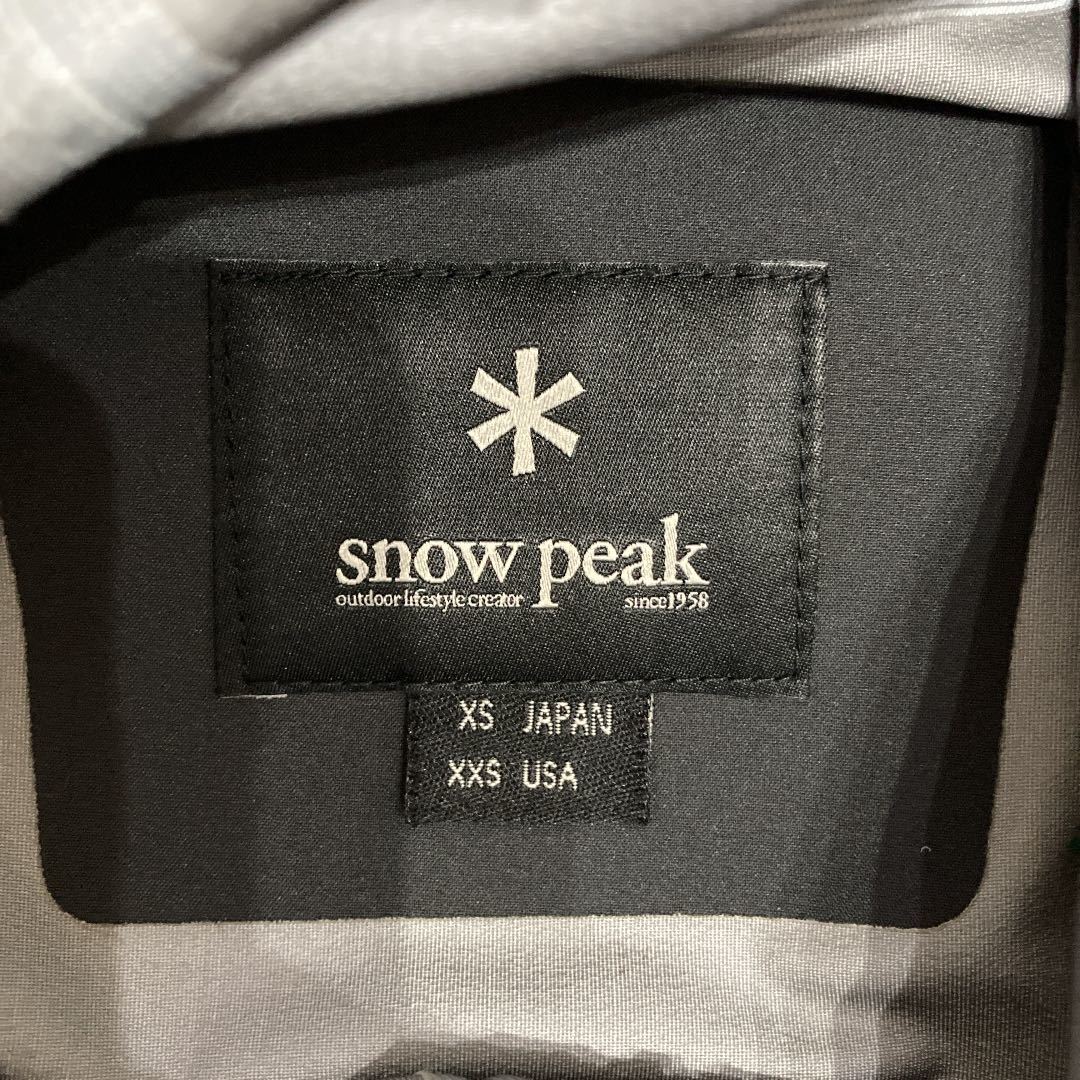 snow peak
outdoor lifestyle creator since1958
XS JAPAN
XXS USA